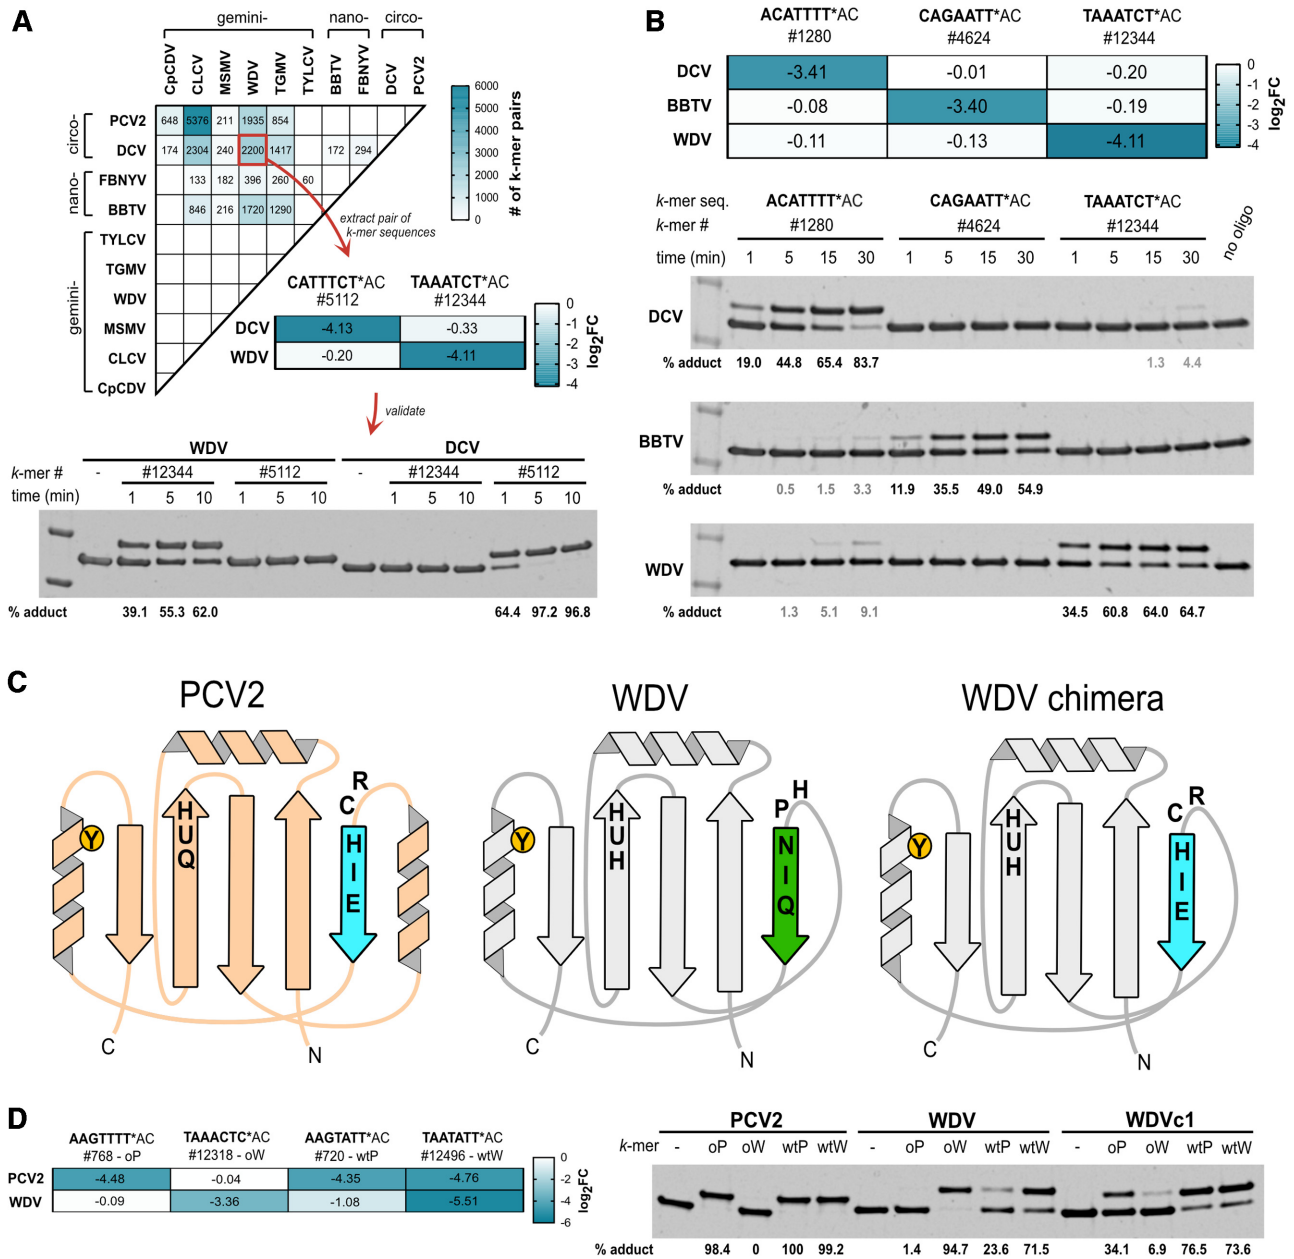 A
gemini-
nano-
circo-
CpCDV
CLCV
MSMV
WDV
TGMV
TYLCV
BBTV
FBNYV
DCV
PCV2
circo-
nano-
gemini-
PCV2 648 5376 211 1935 854
DCV 174 2304 240 2200 1417 172 294
FBNYV 133 182 396 260 60
BBTV 846 216 1720 1290
TYLCV
TGMV
WDV
MSMV
CLCV
CpCDV
6000
5000
4000
3000
2000
1000
0
# of k-mer pairs
extract pair of
k-mer sequences
CATTTCT*AC TAAATCT*AC
#5112 #12344
DCV -4.13 -0.33
WDV -0.20 -4.11
0
-1
-2
-3
-4
log2FC
validate
WDV DCV
k-mer # - #12344 #5112 - #12344 #5112
time (min) 1 5 10 1 5 10 1 5 10 1 5 10
% adduct 39.1 55.3 62.0 64.4 97.2 96.8
B
ACATTTT*AC CAGAATT*AC TAAATCT*AC
#1280 #4624 #12344
DCV -3.41 -0.01 -0.20
BBTV -0.08 -3.40 -0.19
WDV -0.11 -0.13 -4.11
0
-1
-2
-3
-4
log2FC
k-mer seq. ACATTTT*AC CAGAATT*AC TAAATCT*AC
k-mer # #1280 #4624 #12344
time (min) 1 5 15 30 1 5 15 30 1 5 15 30 no oligo
DCV
% adduct 19.0 44.8 65.4 83.7 1.3 4.4
BBTV
% adduct 0.5 1.5 3.3 11.9 35.5 49.0 54.9
WDV
% adduct 1.3 5.1 9.1 34.5 60.8 64.0 64.7
C
PCV2
Y
H
U
Q
R
C
H
I
E
C
N
WDV
Y
H
U
H
H
P
N
I
Q
C
N
WDV chimera
Y
H
U
H
R
C
H
I
E
C
N
D
AAGTTTT*AC TAAACTC*AC AAGTATT*AC TAATATT*AC
#768 - oP #12318 - oW #720 - wtP #12496 - wtW
PCV2 -4.48 -0.04 -4.35 -4.76
WDV -0.09 -3.36 -1.08 -5.51
0
-2
-4
-6
log2FC
PCV2 WDV WDVc1
k-mer - oP oW wtP wtW - oP oW wtP wtW - oP oW wtP wtW
% adduct 98.4 0 100 99.2 1.4 94.7 23.6 71.5 34.1 6.9 76.5 73.6